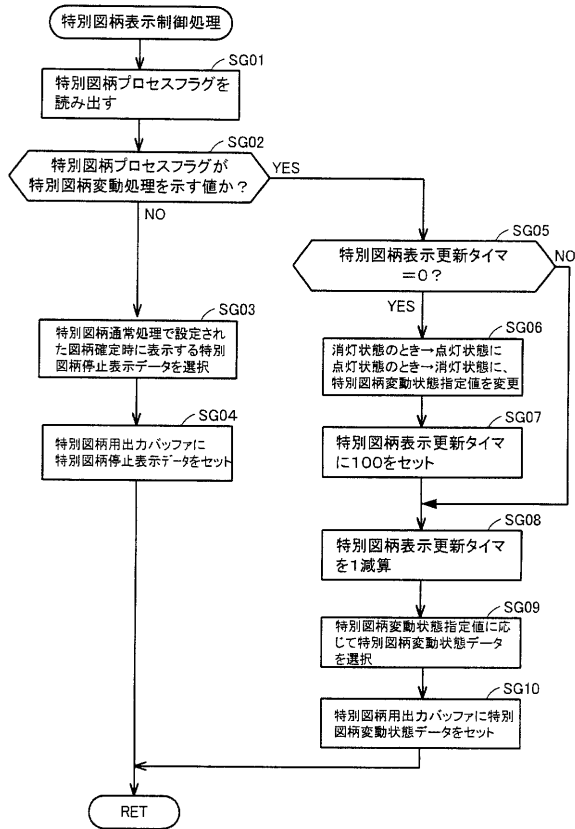 特別図柄表示制御処理
SG01
特別図柄プロセスフラグを
読み出す
SG02
特別図柄プロセスフラグが
特別図柄変動処理を示す値か？
YES
NO
SG05
特別図柄表示更新タイマ
＝0？
NO
YES
SG03
特別図柄通常処理で設定され
た図柄確定時に表示する特別
図柄停止表示データを選択
SG06
消灯状態のとき→点灯状態に
点灯状態のとき→消灯状態に、
特別図柄変動状態指定値を変更
SG04
特別図柄用出力バッファに
特別図柄停止表示データをセット
SG07
特別図柄表示更新タイマ
に100をセット
SG08
特別図柄表示更新タイマ
を1減算
SG09
特別図柄変動状態指定値に応
じて特別図柄変動状態データ
を選択
SG10
特別図柄用出力バッファに特別
図柄変動状態データをセット
RET